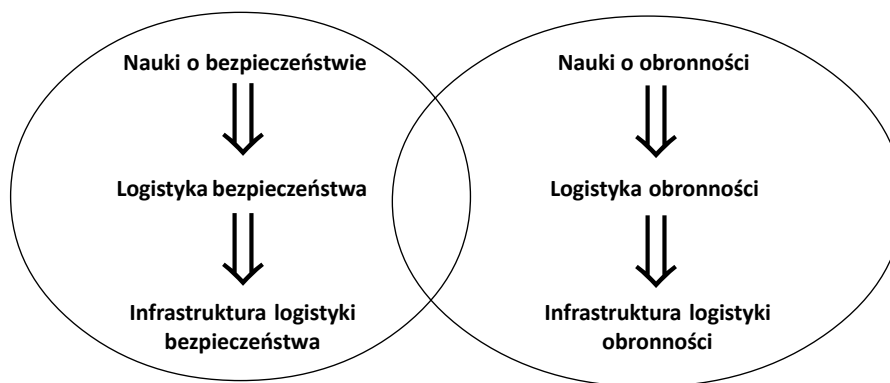 Nauki o bezpieczeństwie
Logistyka bezpieczeństwa
Infrastruktura logistyki
bezpieczeństwa
Nauki o obronności
Logistyka obronności
Infrastruktura logistyki
obronności